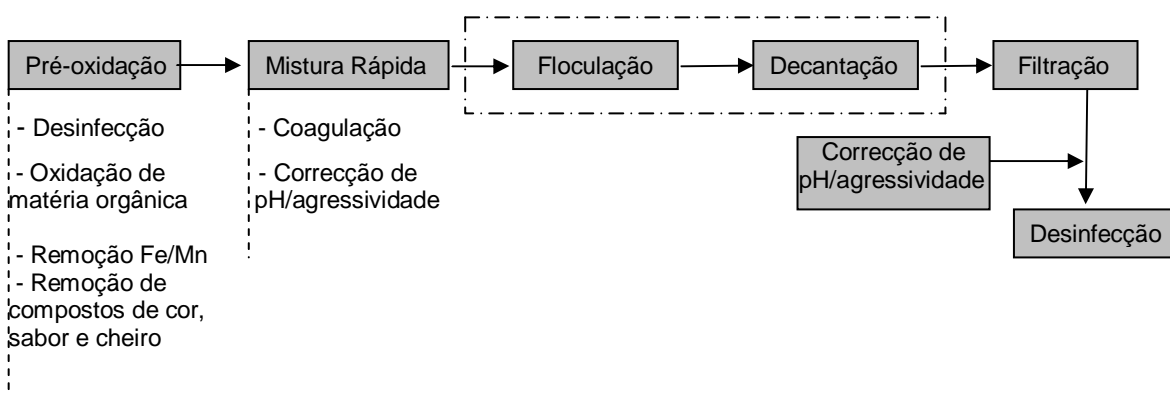 Pré-oxidação
Mistura Rápida
Floculação
Decantação
Filtração
- Desinfecção
- Oxidação de
matéria orgânica
- Remoção Fe/Mn
- Remoção de
compostos de cor,
sabor e cheiro
- Coagulação
- Correcção de
pH/agressividade
Correcção de
pH/agressividade
Desinfecção